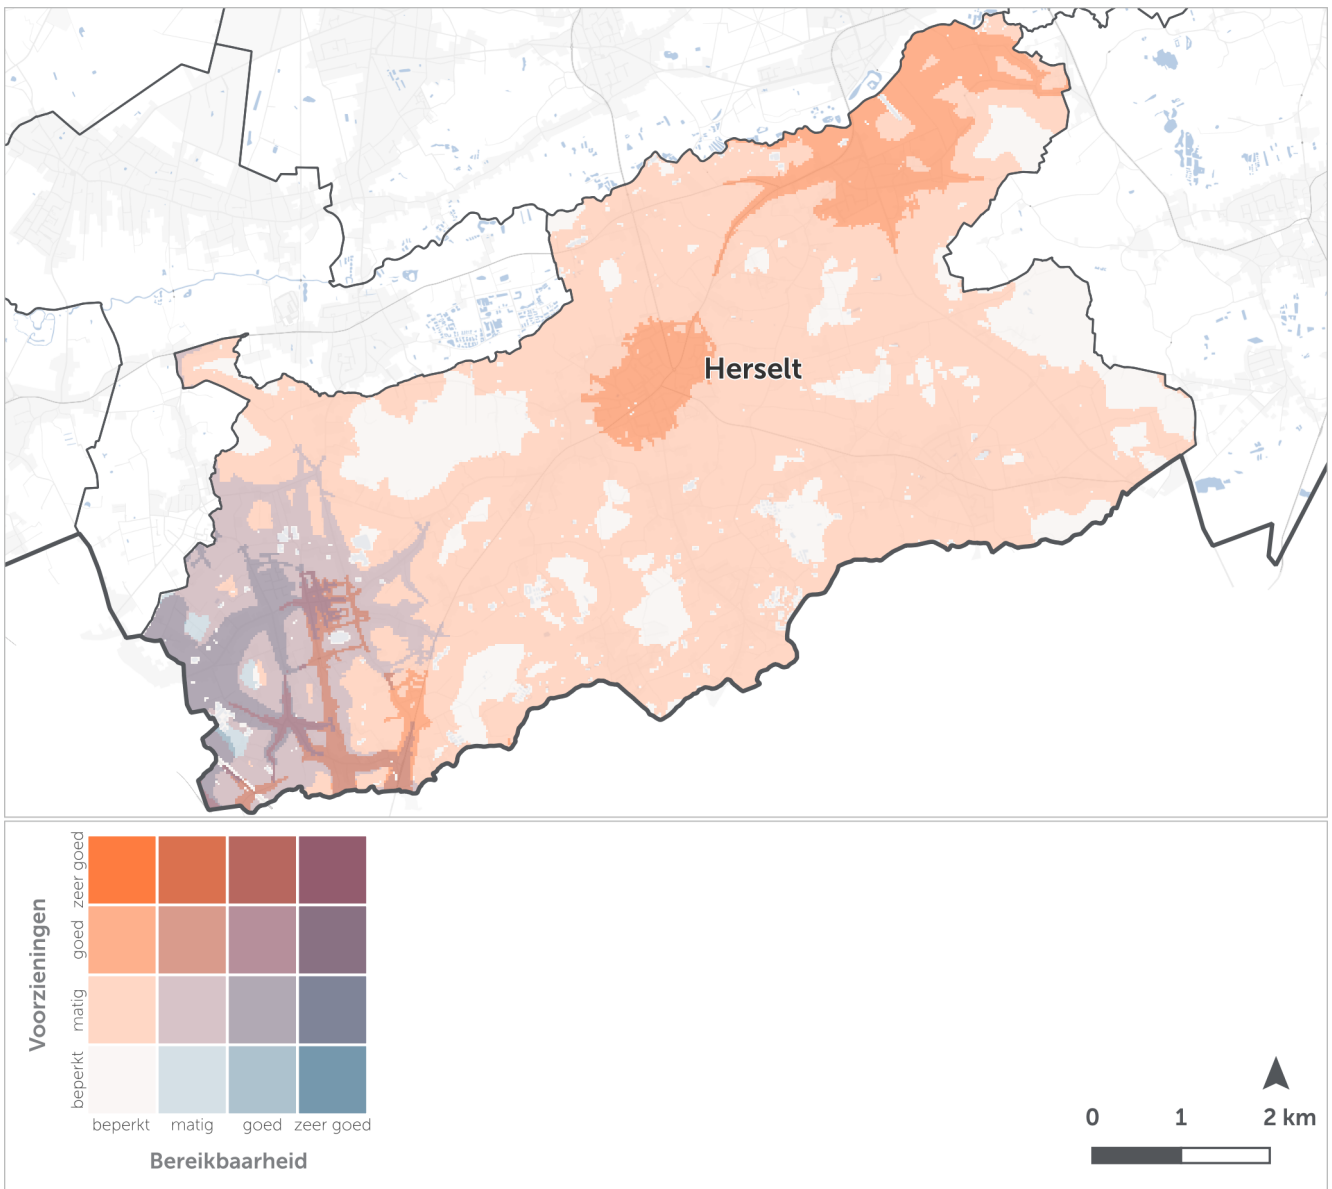 Herselt
Voorzieningen
zeer goed
goed
matig
beperkt
beperkt matig goed zeer goed
Bereikbaarheid
0 1 2 km